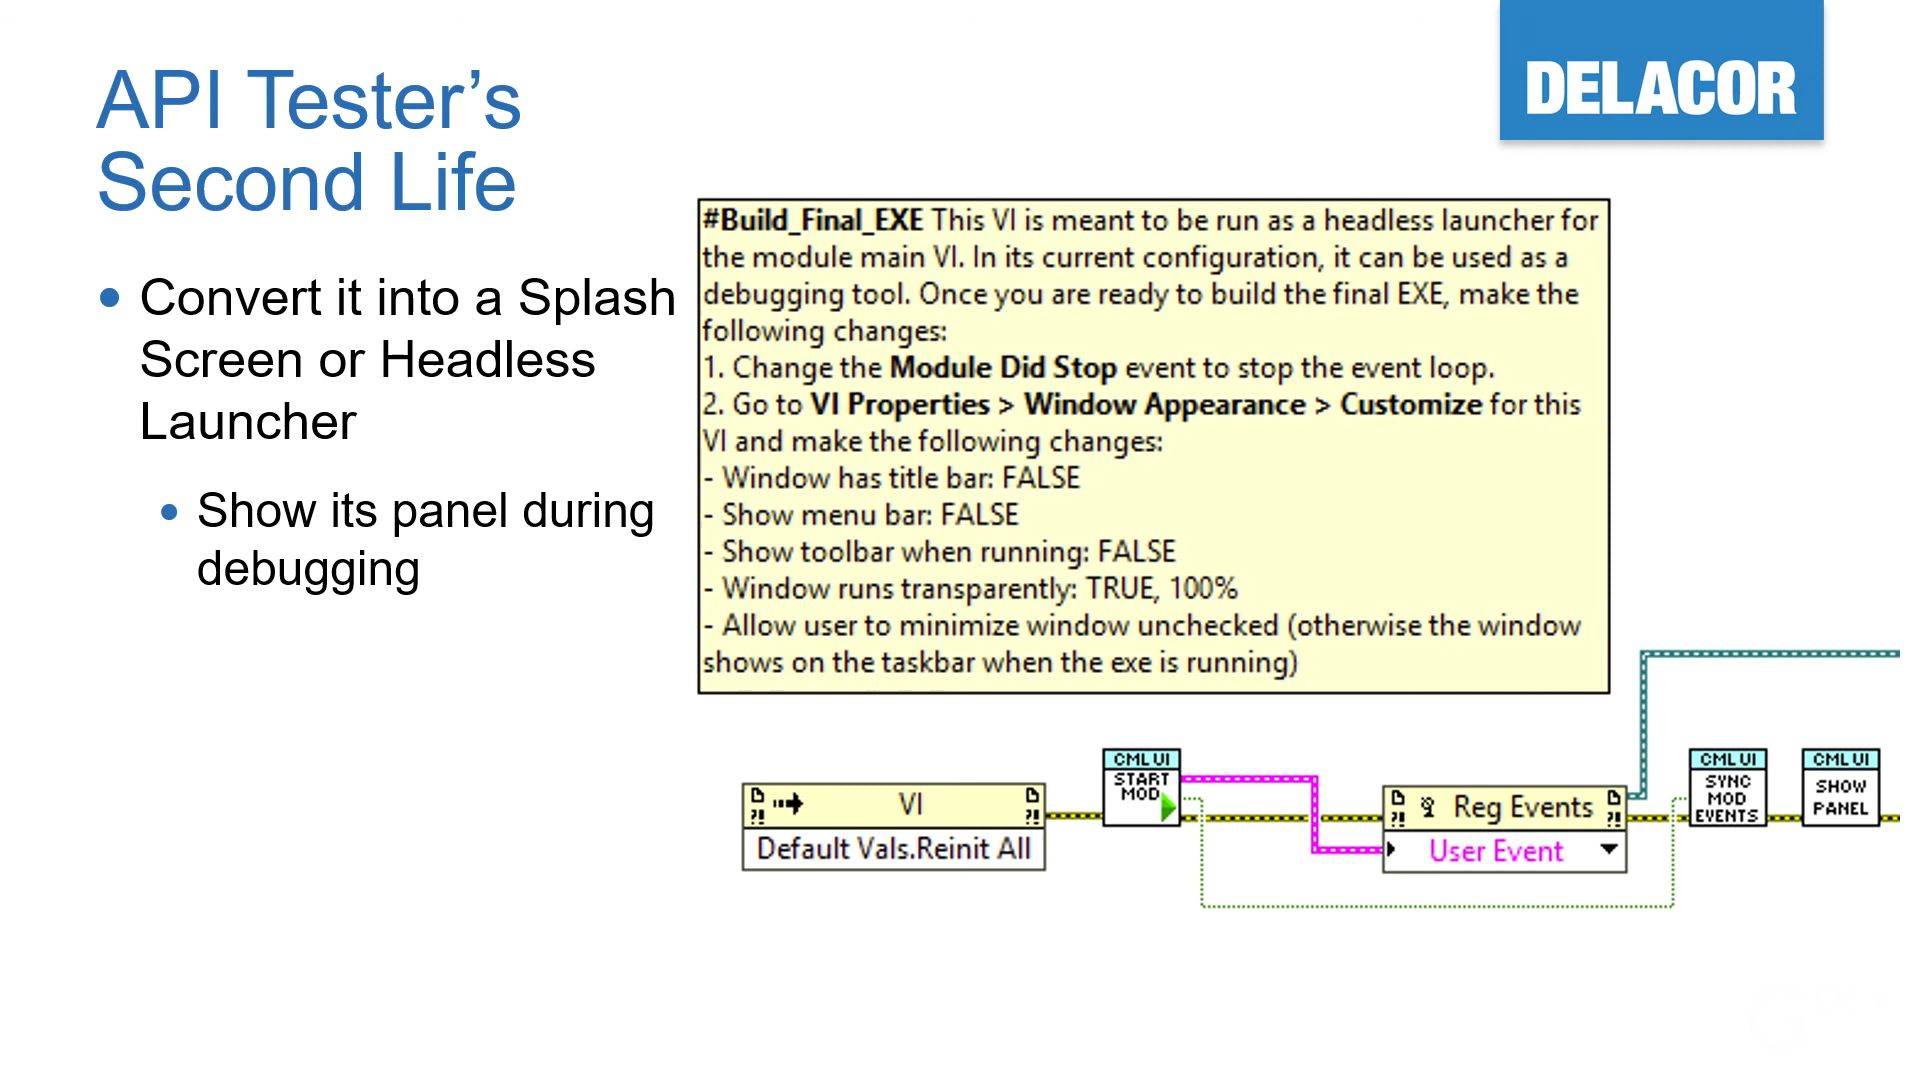 API Tester’s
Second Life
DELACOR
• Convert it into a Splash
Screen or Headless
Launcher
• Show its panel during
debugging
#Build_Final_EXE This VI is meant to be run as a headless launcher for
the module main VI. In its current configuration, it can be used as a
debugging tool. Once you are ready to build the final EXE, make the
following changes:
1. Change the Module Did Stop event to stop the event loop.
2. Go to VI Properties > Window Appearance > Customize for this
VI and make the following changes:
- Window has title bar: FALSE
- Show menu bar: FALSE
- Show toolbar when running: FALSE
- Window runs transparently: TRUE, 100%
- Allow user to minimize window unchecked (otherwise the window
shows on the taskbar when the exe is running)
VI
Default Vals.Reinit All
CML UI
START
MOD
Reg Events
User Event
CML UI
SYNC
MOD
EVENTS
CML UI
SHOW
PANEL